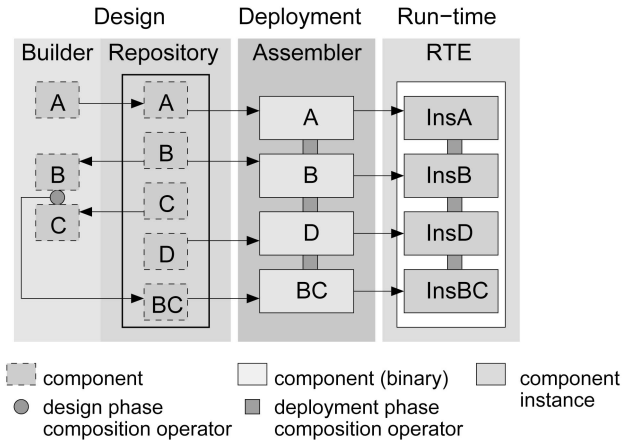 Design Deployment Run-time
Builder Repository Assembler RTE
A A A InsA
B B B InsB
C C
D D InsD
BC BC InsBC
component component (binary) component instance
design phase composition operator deployment phase composition operator